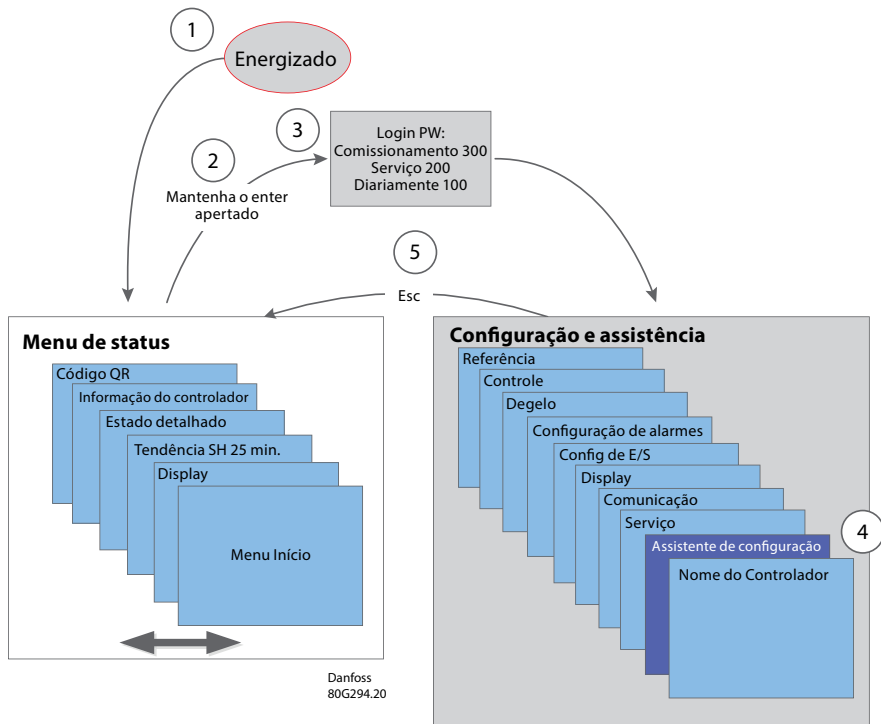 1
Energizado
2
Mantenha o enter
apertado
3
Login PW:
Comissionamento 300
Serviço 200
Diariamente 100
5
Esc
Menu de status
Código QR
Informação do controlador
Estado detalhado
Tendência SH 25 min.
Display
Menu Início
Configuração e assistência
Referência
Controle
Degelo
Configuração de alarmes
Config de E/S
Display
Comunicação
Serviço
4
Assistente de configuração
Nome do Controlador
Danfoss
80G294.20